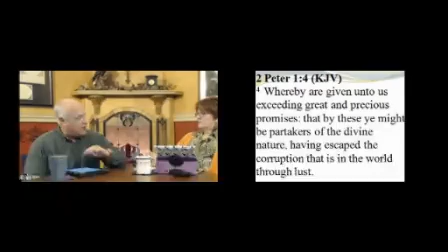 2 Peter 1:4 (KJV)
4 Whereby are given unto us
exceeding great and precious
promises: that by these ye might
be partakers of the divine
nature, having escaped the
corruption that is in the world
through lust.